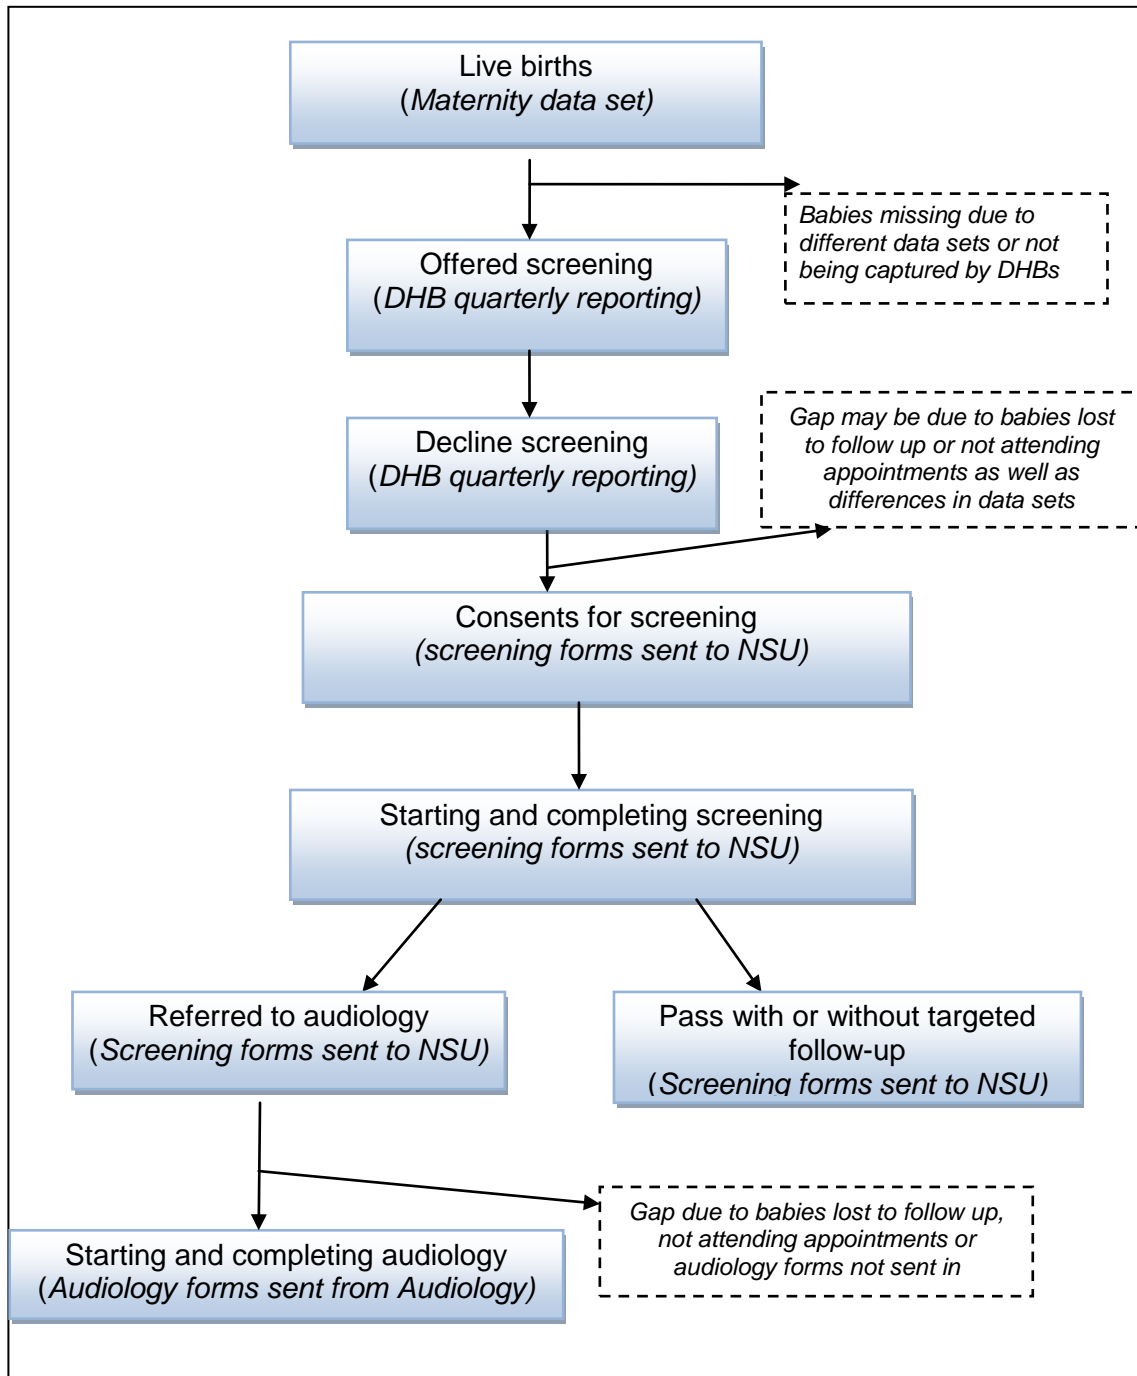 Live births
(Maternity data set)
Babies missing due to
different data sets or not
being captured by DHBs
Offered screening
(DHB quarterly reporting)
Gap may be due to babies lost
to follow up or not attending
appointments as well as
differences in data sets
Decline screening
(DHB quarterly reporting)
Consents for screening
(screening forms sent to NSU)
Starting and completing screening
(screening forms sent to NSU)
Referred to audiology
(Screening forms sent to NSU)
Pass with or without targeted
follow-up
(Screening forms sent to NSU)
Gap due to babies lost to follow up,
not attending appointments or
audiology forms not sent in
Starting and completing audiology
(Audiology forms sent from Audiology)